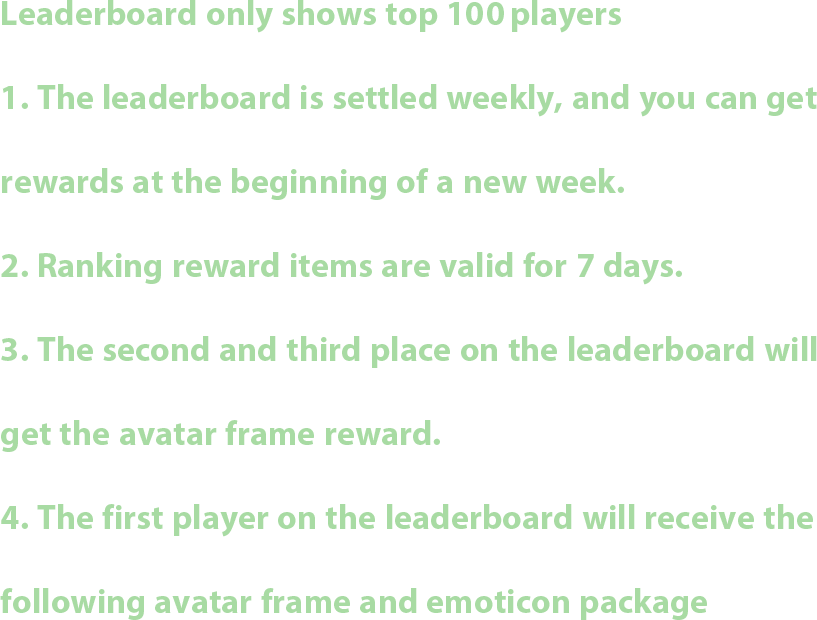 Leaderboard only shows top 100 players
1. The leaderboard is settled weekly, and you can get
rewards at the beginning of a new week.
2. Ranking reward items are valid for 7 days.
3. The second and third place on the leaderboard will
get the avatar frame reward.
4. The first player on the leaderboard will receive the
following avatar frame and emoticon package